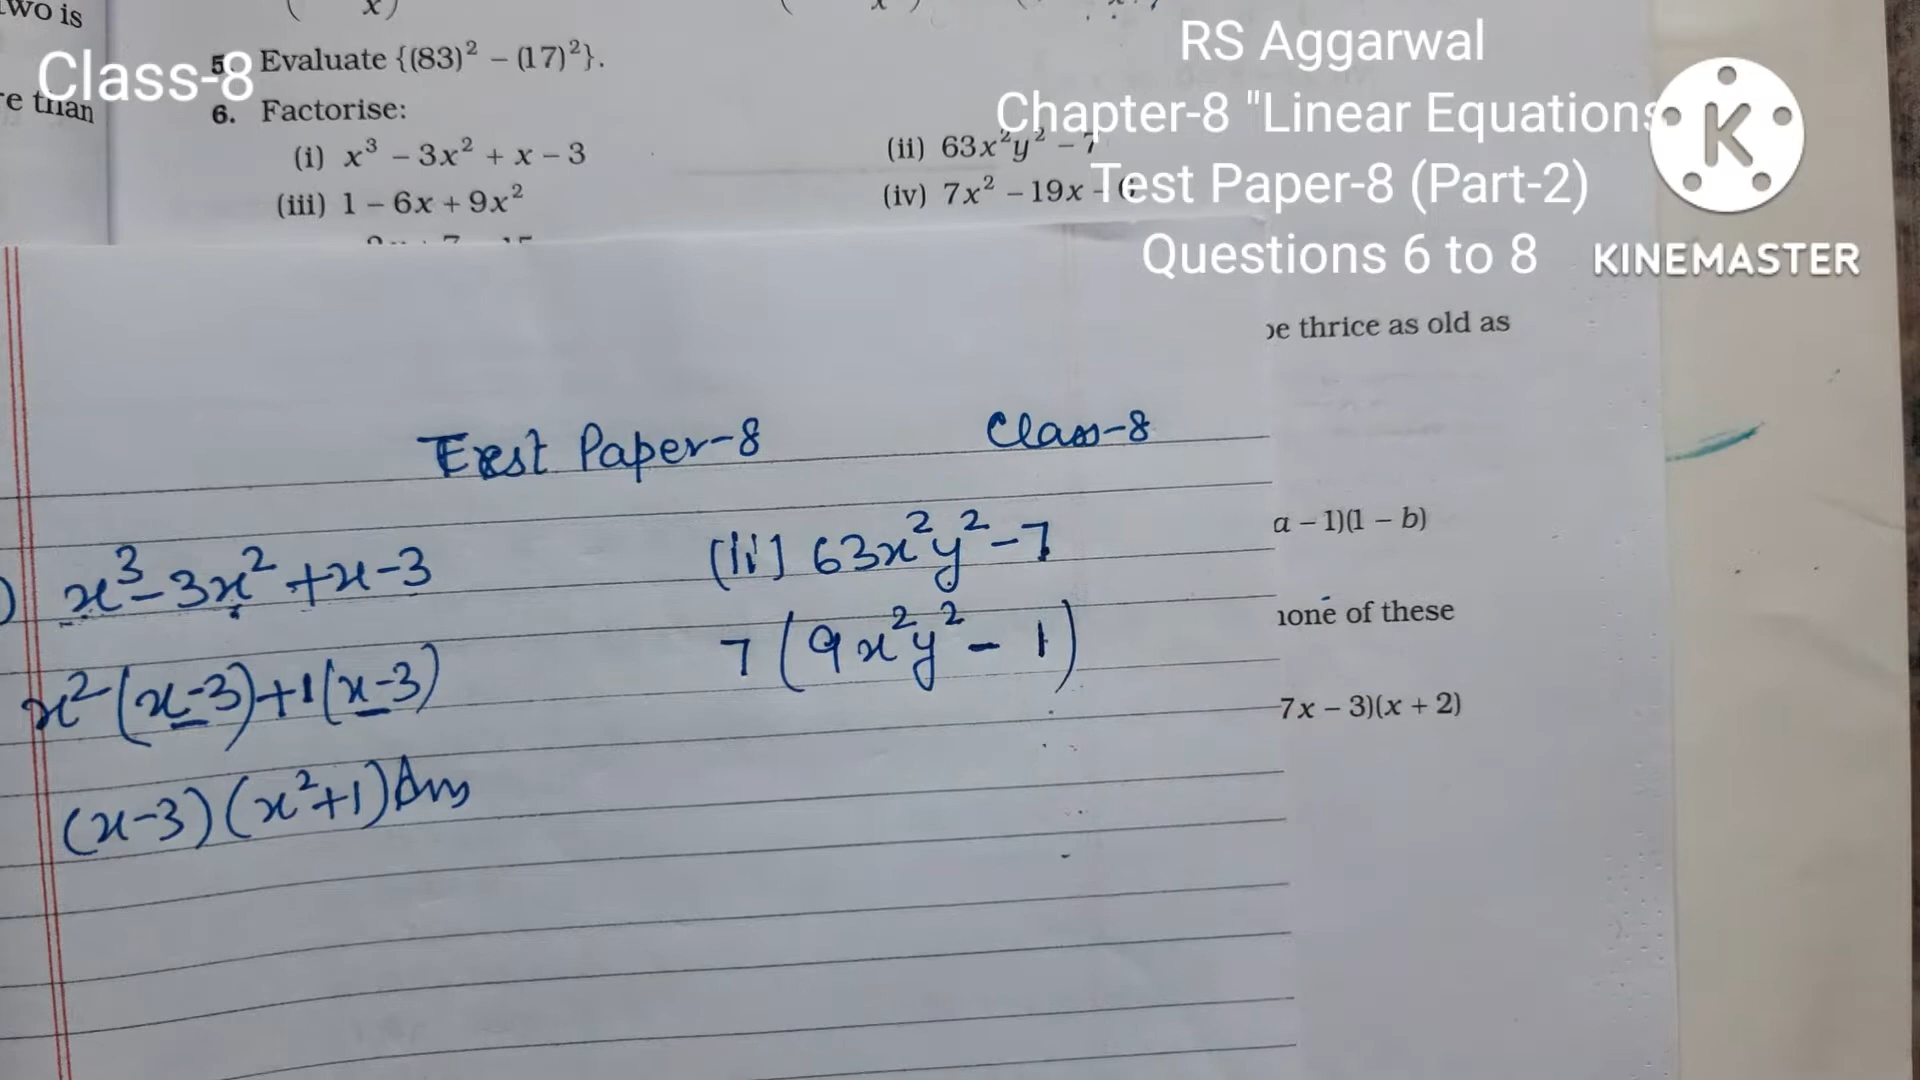 wo is
x)
x
Class-8
5. Evaluate {(83)² − (17)²}.
re than
6. Factorise:
(i) x³ − 3x² + x − 3
(ii) 63x²y² − 7
(iii) 1 − 6x + 9x²
(iv) 7x² − 19x −
RS Aggarwal
Chapter-8 "Linear Equations
Test Paper-8 (Part-2)
Questions 6 to 8
K
KINEMASTER
be thrice as old as
Test Paper-8 Class-8
x³-3x²+x-3
(ii) 63x²y²-7
x²(x-3)+1(x-3)
7(9x²y²-1)
(x-3)(x²+1)Ans
a − 1)(1 − b)
none of these
7x − 3)(x + 2)